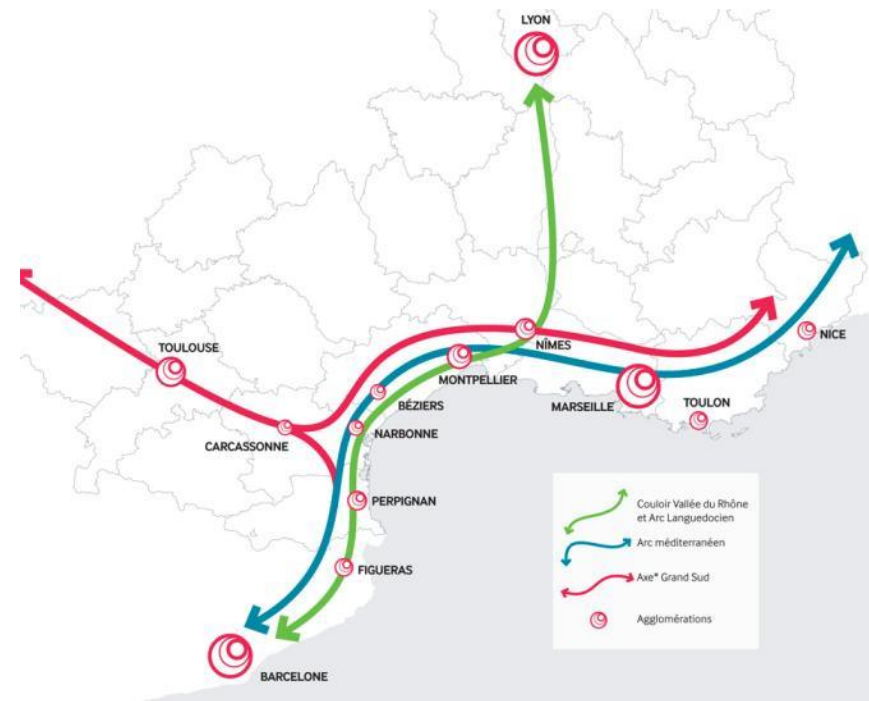 LYON
TOULOUSE
NÎMES
NICE
MONTPELLIER
BÉZIERS
MARSEILLE
TOULON
CARCASSONNE
NARBONNE
PERPIGNAN
FIGUERAS
BARCELONE
Couloir Vallée du Rhône
et Arc Languedocien
Arc méditerranéen
Axe* Grand Sud
Agglomérations